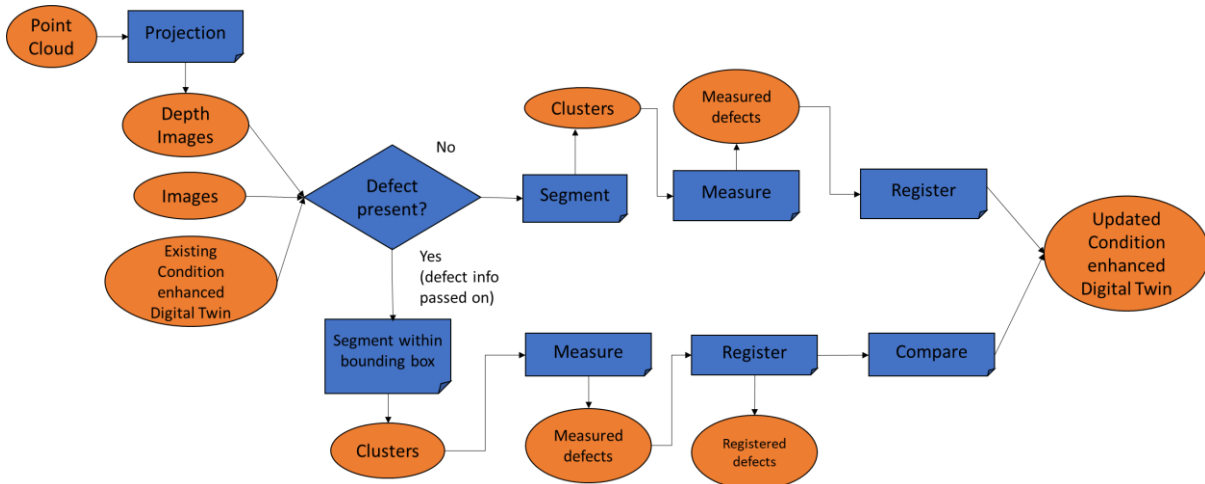 Point
Cloud
Projection
Depth
Images
Images
Existing
Condition
enhanced
Digital Twin
Defect
present?
No
Segment
Clusters
Measure
Measured
defects
Register
Updated
Condition
enhanced
Digital Twin
Yes
(defect info
passed on)
Segment within
bounding box
Clusters
Measure
Measured
defects
Register
Registered
defects
Compare